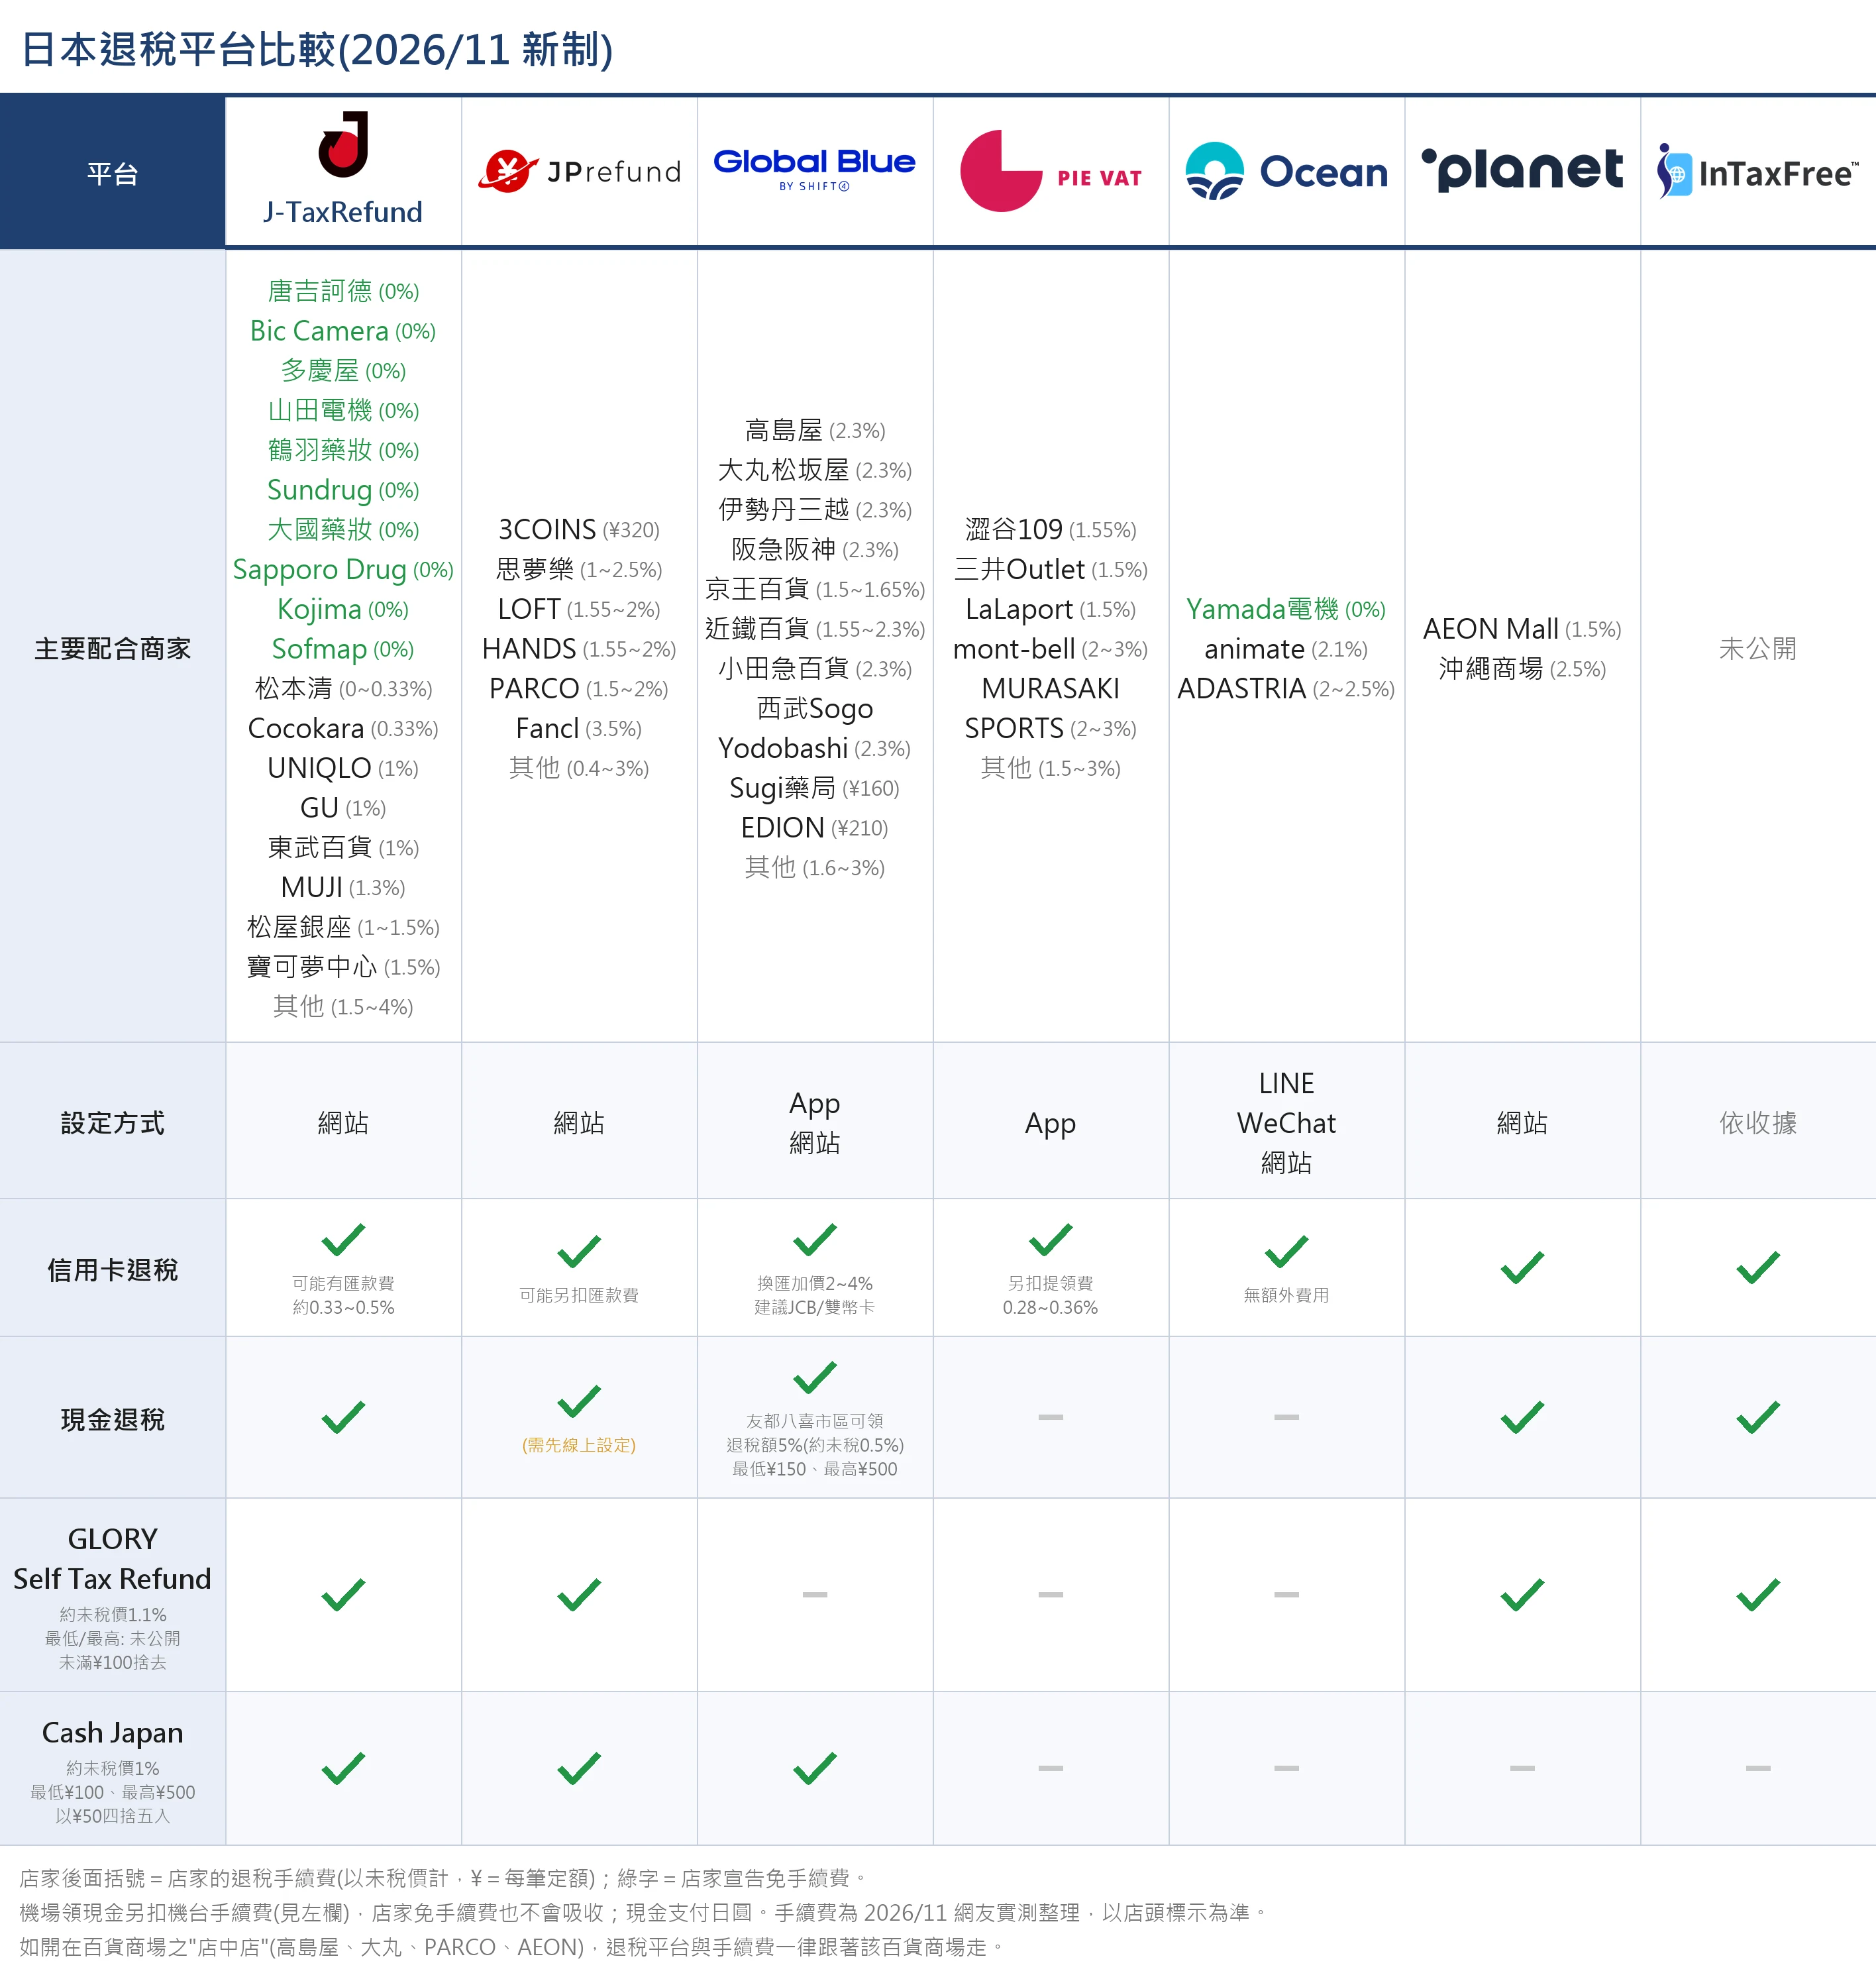 日本退稅平台比較(2026/11 新制)
平台
J-TaxRefund
JPrefund
Global Blue
BY SHIFT4
PIE VAT
Ocean
planet
InTaxFree™
主要配合商家
唐吉訶德 (0%)
Bic Camera (0%)
多慶屋 (0%)
山田電機 (0%)
鶴羽藥妝 (0%)
Sundrug (0%)
大國藥妝 (0%)
Sapporo Drug (0%)
Kojima (0%)
Sofmap (0%)
松本清 (0~0.33%)
Cocokara (0.33%)
UNIQLO (1%)
GU (1%)
東武百貨 (1%)
MUJI (1.3%)
松屋銀座 (1~1.5%)
寶可夢中心 (1.5%)
其他 (1.5~4%)
3COINS (¥320)
思夢樂 (1~2.5%)
LOFT (1.55~2%)
HANDS (1.55~2%)
PARCO (1.5~2%)
Fancl (3.5%)
其他 (0.4~3%)
高島屋 (2.3%)
大丸松坂屋 (2.3%)
伊勢丹三越 (2.3%)
阪急阪神 (2.3%)
京王百貨 (1.5~1.65%)
近鐵百貨 (1.55~2.3%)
小田急百貨 (2.3%)
西武Sogo
Yodobashi (2.3%)
Sugi藥局 (¥160)
EDION (¥210)
其他 (1.6~3%)
澀谷109 (1.55%)
三井Outlet (1.5%)
LaLaport (1.5%)
mont-bell (2~3%)
MURASAKI
SPORTS (2~3%)
其他 (1.5~3%)
Yamada電機 (0%)
animate (2.1%)
ADASTRIA (2~2.5%)
AEON Mall (1.5%)
沖繩商場 (2.5%)
未公開
設定方式
網站
網站
App
網站
App
LINE
WeChat
網站
網站
依收據
信用卡退稅
可能有匯款費
約0.33~0.5%
可能另扣匯款費
換匯加價2~4%
建議JCB/雙幣卡
另扣提領費
0.28~0.36%
無額外費用
現金退稅
(需先線上設定)
友都八喜市區可領
退稅額5%(約未稅0.5%)
最低¥150、最高¥500
GLORY
Self Tax Refund
約未稅價1.1%
最低/最高: 未公開
未滿¥100捨去
Cash Japan
約未稅價1%
最低¥100、最高¥500
以¥50四捨五入
店家後面括號 = 店家的退稅手續費(以未稅價計，¥ = 每筆定額)；綠字 = 店家宣告免手續費。
機場領現金另扣機台手續費(見左欄)，店家免手續費也不會吸收；現金支付日圓。手續費為 2026/11 網友實測整理，以店頭標示為準。
如開在百貨商場之"店中店"(高島屋、大丸、PARCO、AEON)，退稅平台與手續費一律跟著該百貨商場走。